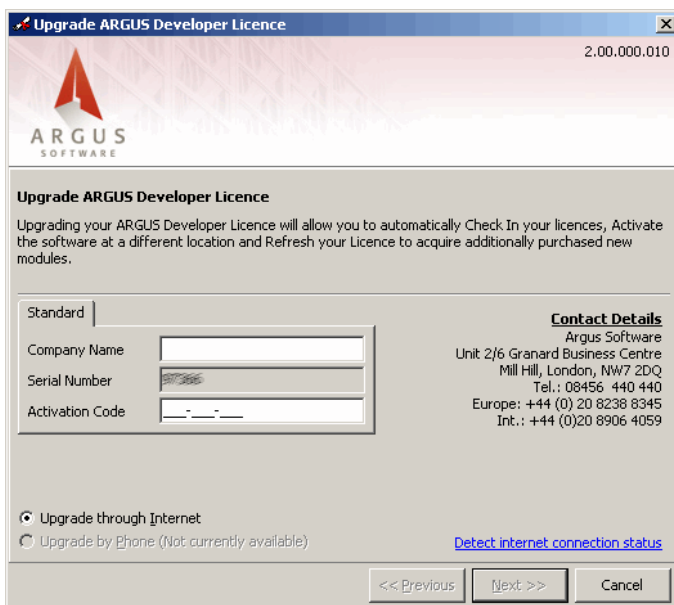 Upgrade ARGUS Developer Licence
2.00.000.010
ARGUS
SOFTWARE
Upgrade ARGUS Developer Licence
Upgrading your ARGUS Developer Licence will allow you to automatically Check In your licences, Activate
the software at a different location and Refresh your Licence to acquire additionally purchased new
modules.
Standard
Company Name
Serial Number
Activation Code
___-___-___
Contact Details
Argus Software
Unit 2/6 Granard Business Centre
Mill Hill, London, NW7 2DQ
Tel.: 08456 440 440
Europe: +44 (0) 20 8238 8345
Int.: +44 (0)20 8906 4059
Upgrade through Internet
Upgrade by Phone (Not currently available)
Detect internet connection status
<< Previous
Next >>
Cancel